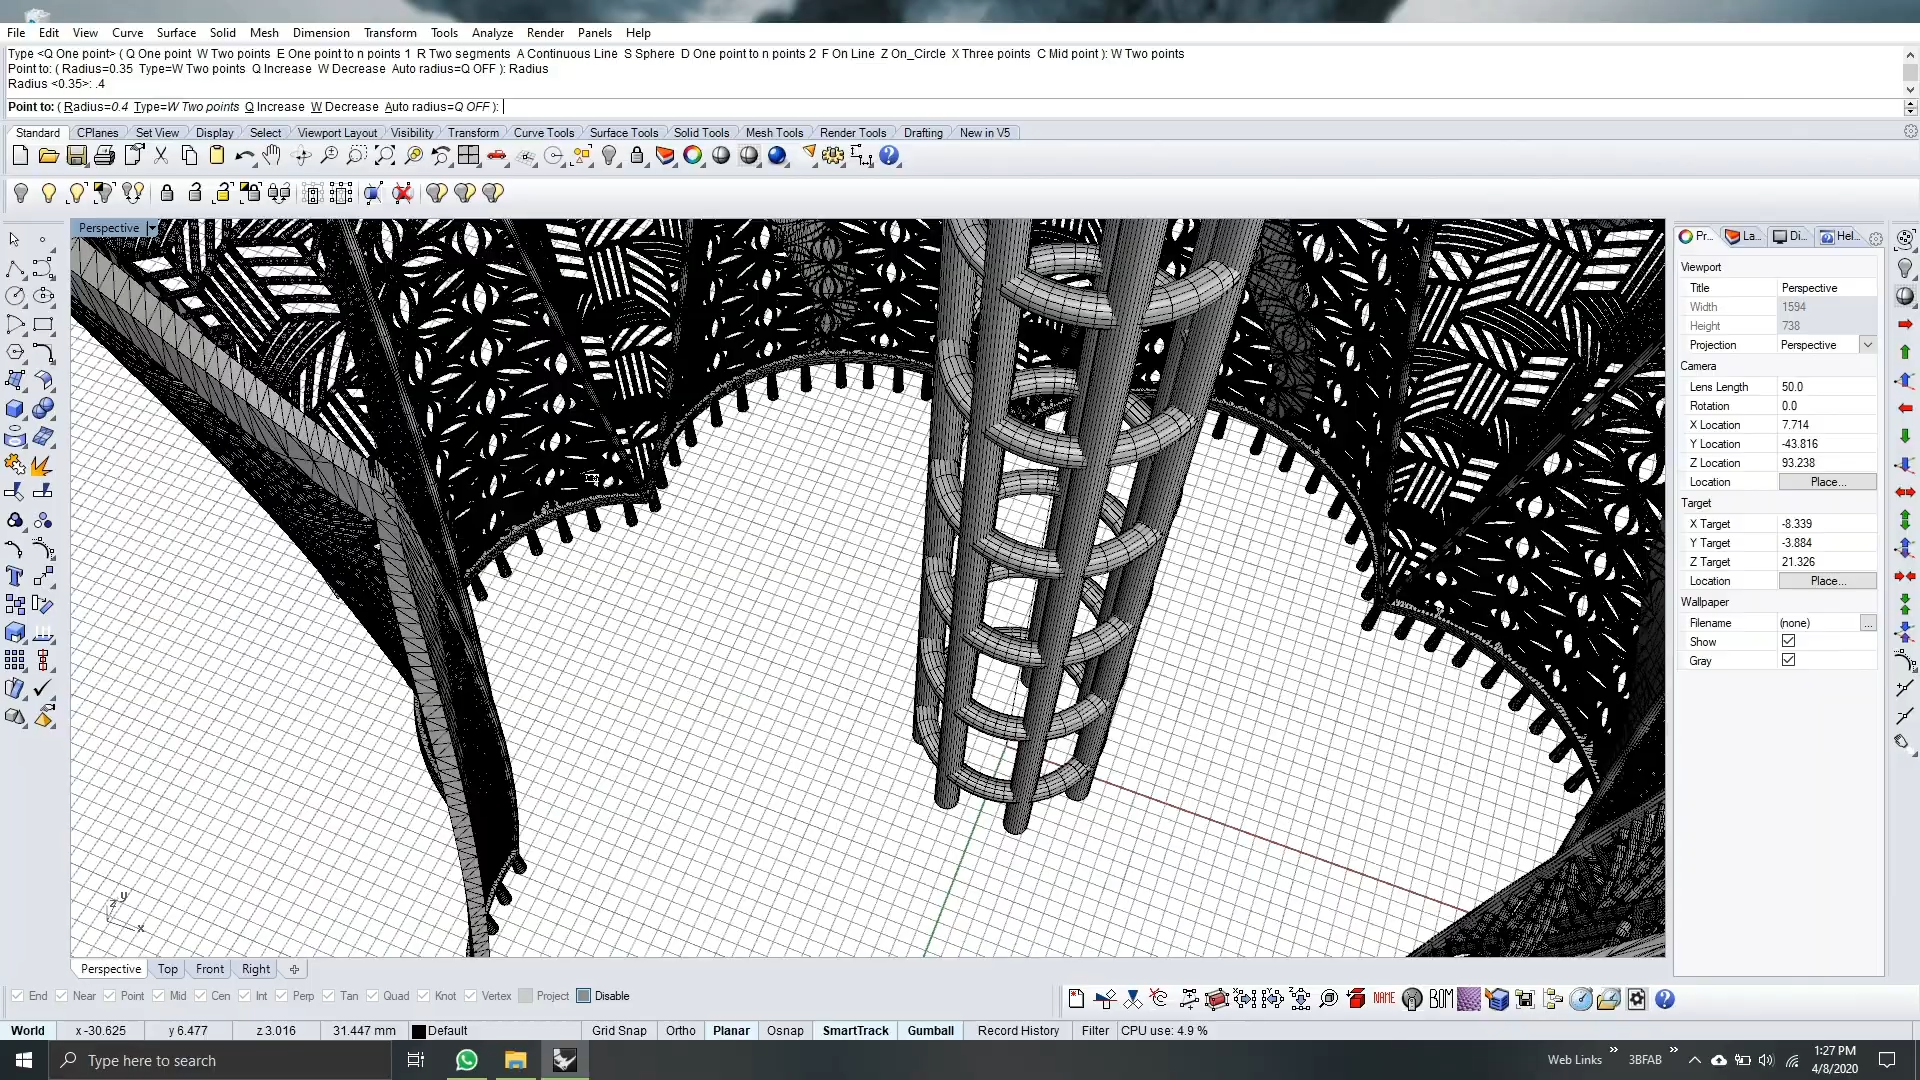 File Edit View Curve Surface Solid Mesh Dimension Transform Tools Analyze Render Panels Help
Type <Q One point> ( Q One point W Two points E One point to n points 1 R Two segments A Continuous Line S Sphere D One point to n points 2 F On Line Z On_Circle X Three points C Mid point ): W Two points
Point to: ( Radius=0.35 Type=W Two points Q Increase W Decrease Auto radius=Q OFF ): Radius
Radius <0.35>: .4
Point to: ( Radius=0.4 Type=W Two points Q Increase W Decrease Auto radius=Q OFF ):
Standard CPlanes Set View Display Select Viewport Layout Visibility Transform Curve Tools Surface Tools Solid Tools Mesh Tools Render Tools Drafting New in V5
Perspective
Pr... La... Di... Hel...
Viewport
Title Perspective
Width 1594
Height 738
Projection Perspective
Camera
Lens Length 50.0
Rotation 0.0
X Location 7.714
Y Location -43.816
Z Location 93.238
Location Place...
Target
X Target -8.339
Y Target -3.884
Z Target 21.326
Location Place...
Wallpaper
Filename (none) ...
Show
Gray
z y
x
Perspective Top Front Right
End Near Point Mid Cen Int Perp Tan Quad Knot Vertex Project Disable
NAME BOM
World x -30.625 y 6.477 z 3.016 31.447 mm Default Grid Snap Ortho Planar Osnap SmartTrack Gumball Record History Filter CPU use: 4.9 %
Type here to search
Web Links 3BFAB
1:27 PM
4/8/2020